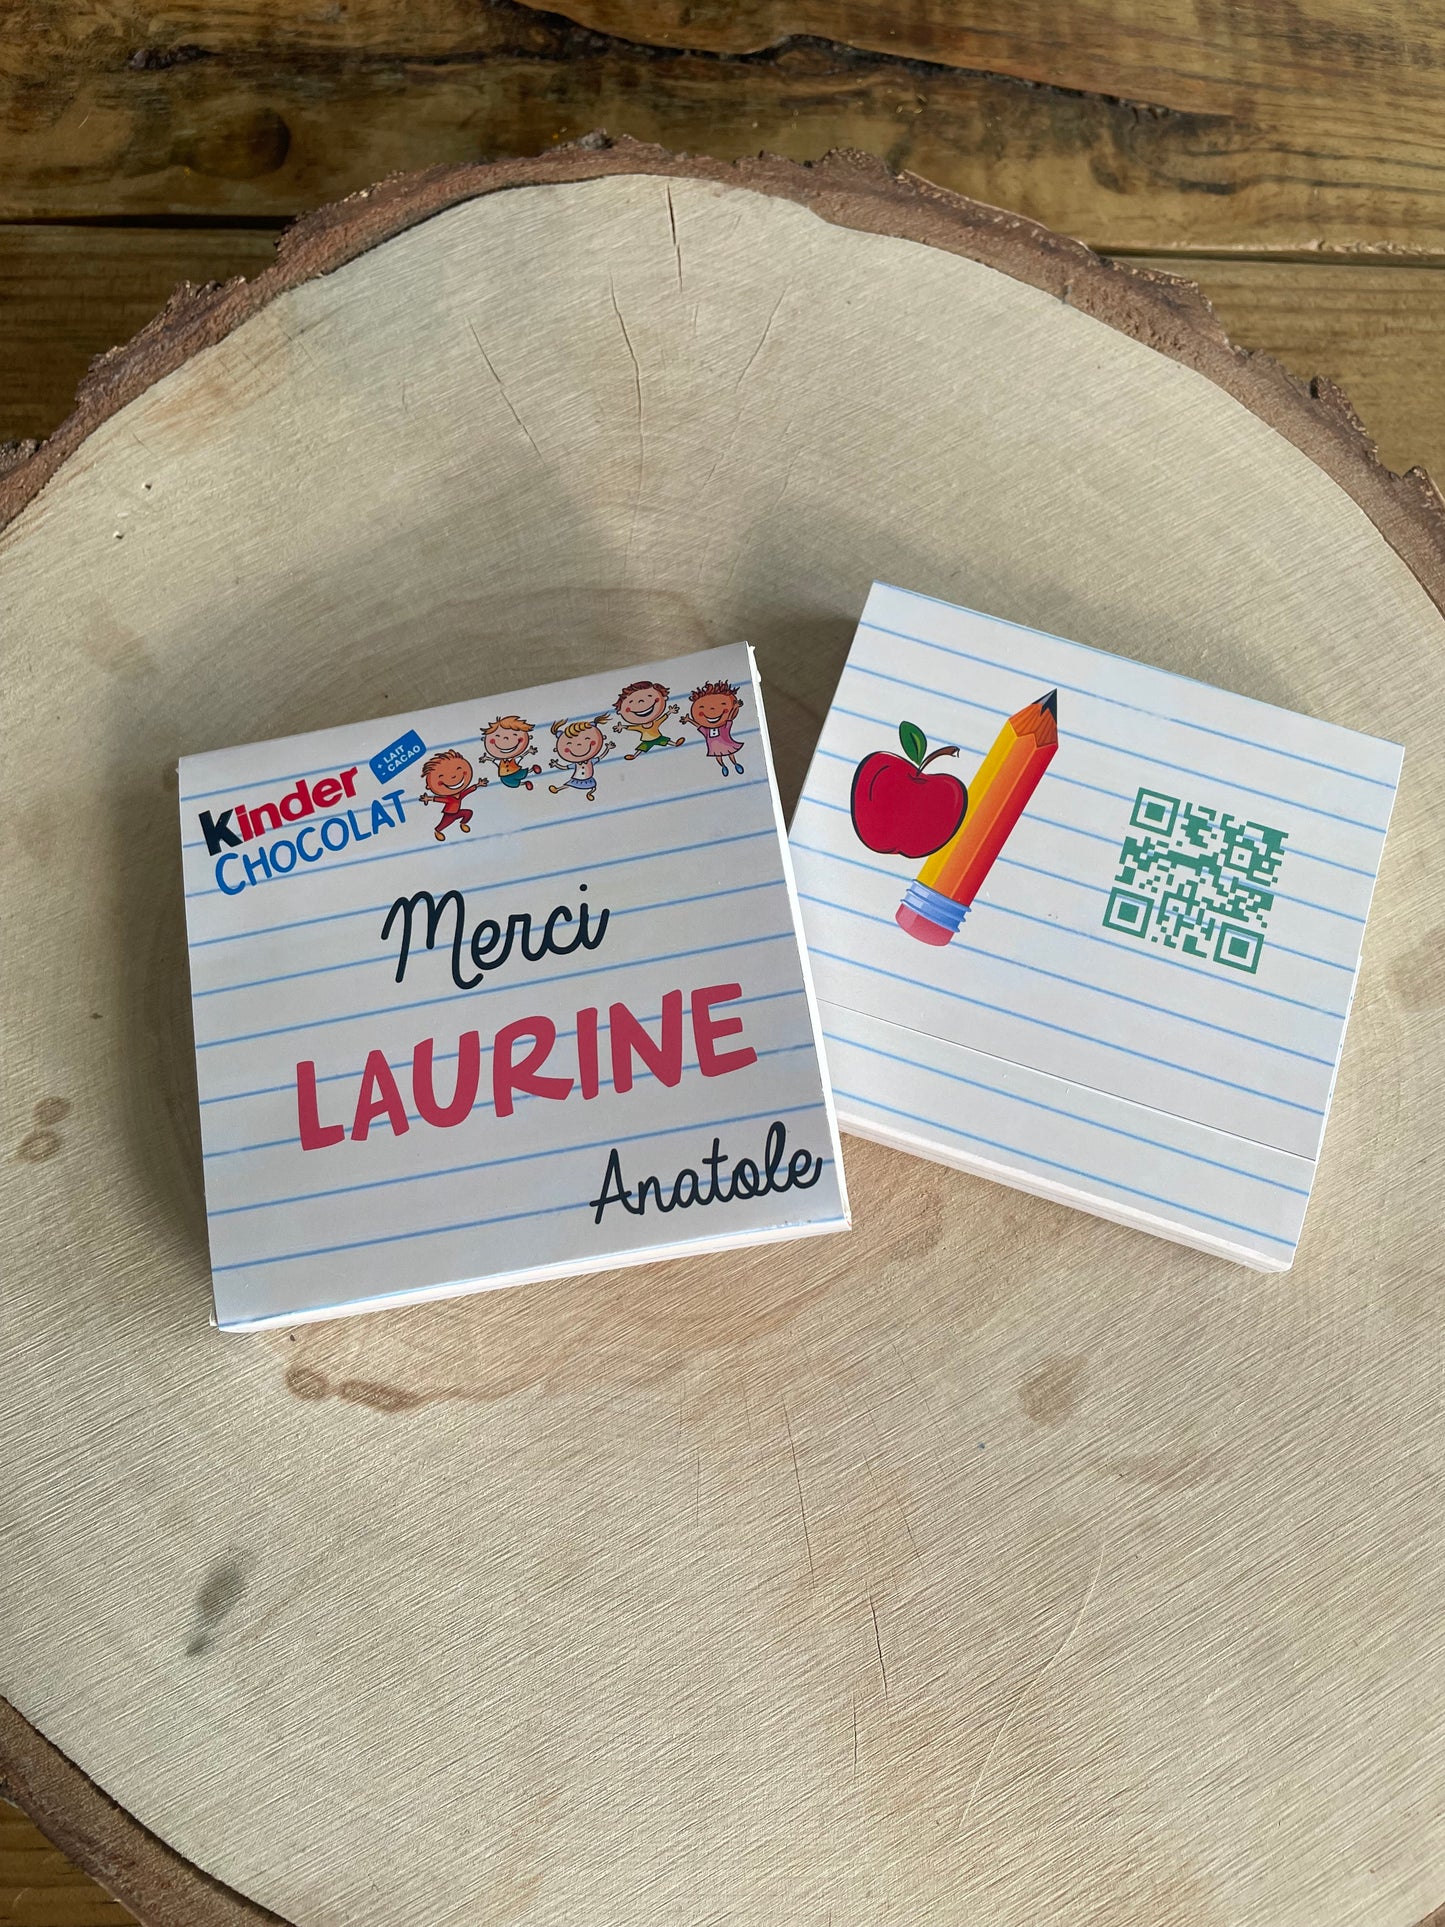 Kinder
+ LAIT
- CACAO
CHOCOLAT
Merci
LAURINE
Anatole